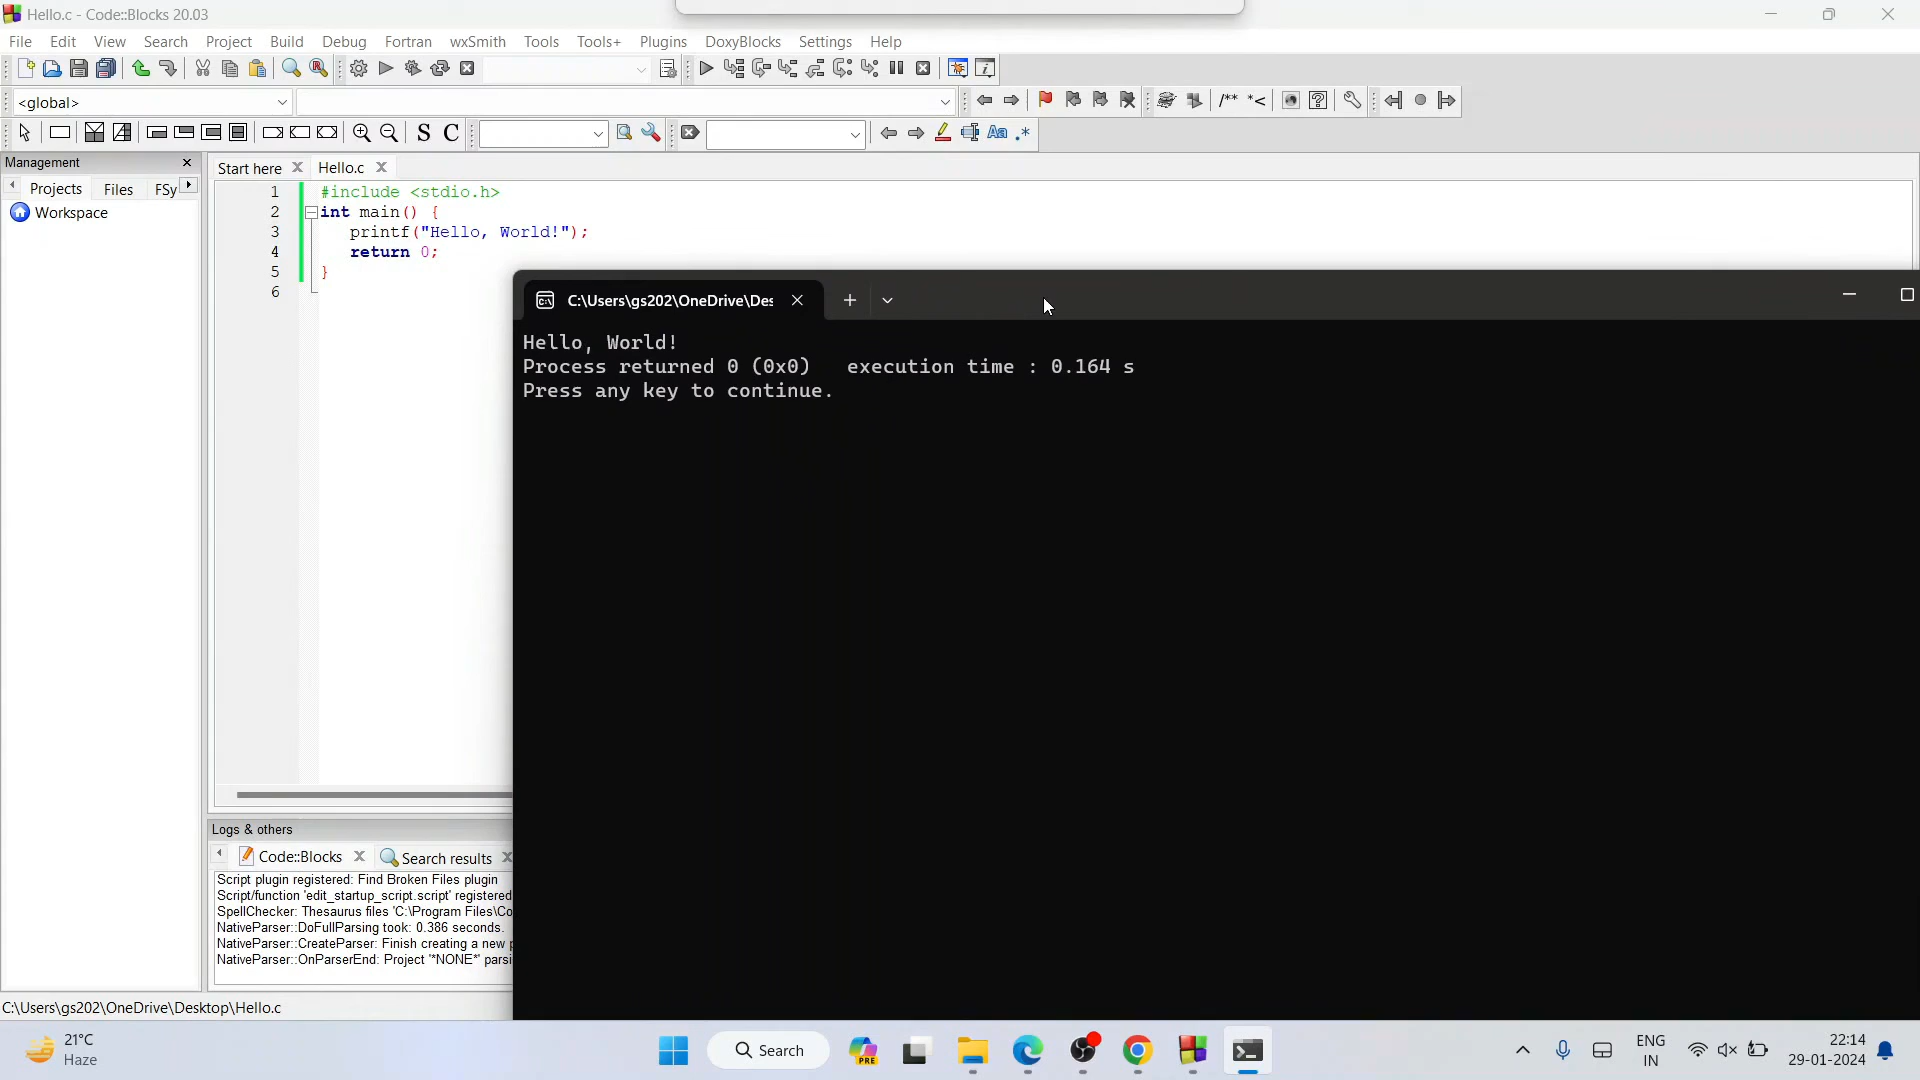 Hello.c - Code::Blocks 20.03
File Edit View Search Project Build Debug Fortran wxSmith Tools Tools+ Plugins DoxyBlocks Settings Help
<global>
/** *<
S C
Aa .*
Management
Projects Files FSy
Workspace
Start here Hello.c
1 #include <stdio.h>
2 int main() {
3 printf("Hello, World!");
4 return 0;
5 }
6
C:\Users\gs202\OneDrive\Des
Hello, World!
Process returned 0 (0x0)   execution time : 0.164 s
Press any key to continue.
Logs & others
Code::Blocks Search results
Script plugin registered: Find Broken Files plugin
Script/function 'edit_startup_script.script' registered
SpellChecker: Thesaurus files 'C:\Program Files\Co
NativeParser::DoFullParsing took: 0.386 seconds.
NativeParser::CreateParser: Finish creating a new p
NativeParser::OnParserEnd: Project '*NONE*' parsi
C:\Users\gs202\OneDrive\Desktop\Hello.c
21°C
Haze
Search
PRE
ENG
IN
22:14
29-01-2024